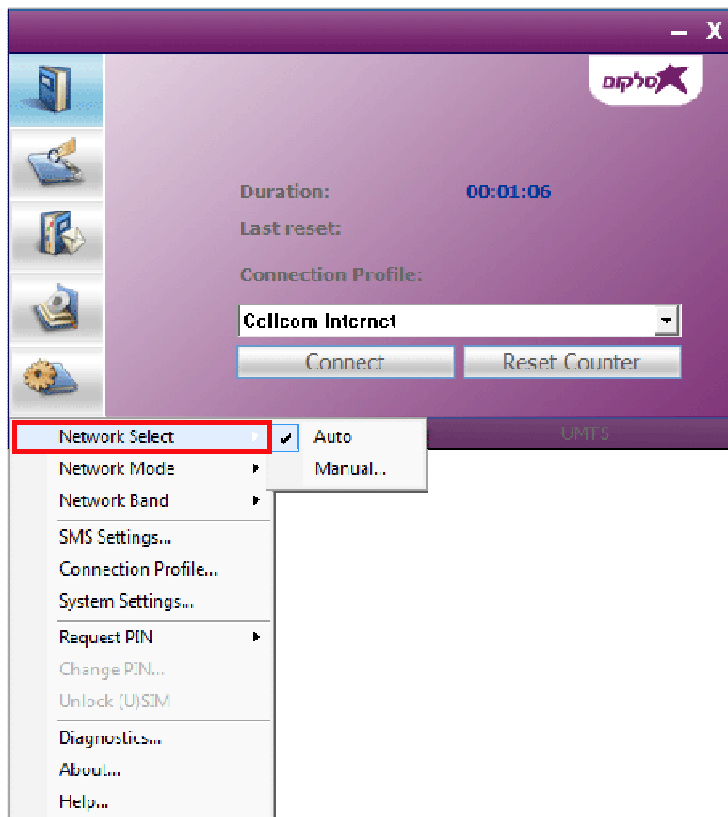 X
סלקום
Duration: 00:01:06
Last reset:
Connection Profile:
Cellcom Internet
Connect Reset Counter
UMTS
Network Select
Auto
Network Mode
Manual...
Network Band
SMS Settings...
Connection Profile...
System Settings...
Request PIN
Change PIN...
Unlock (U)SIM
Diagnostics...
About...
Help...